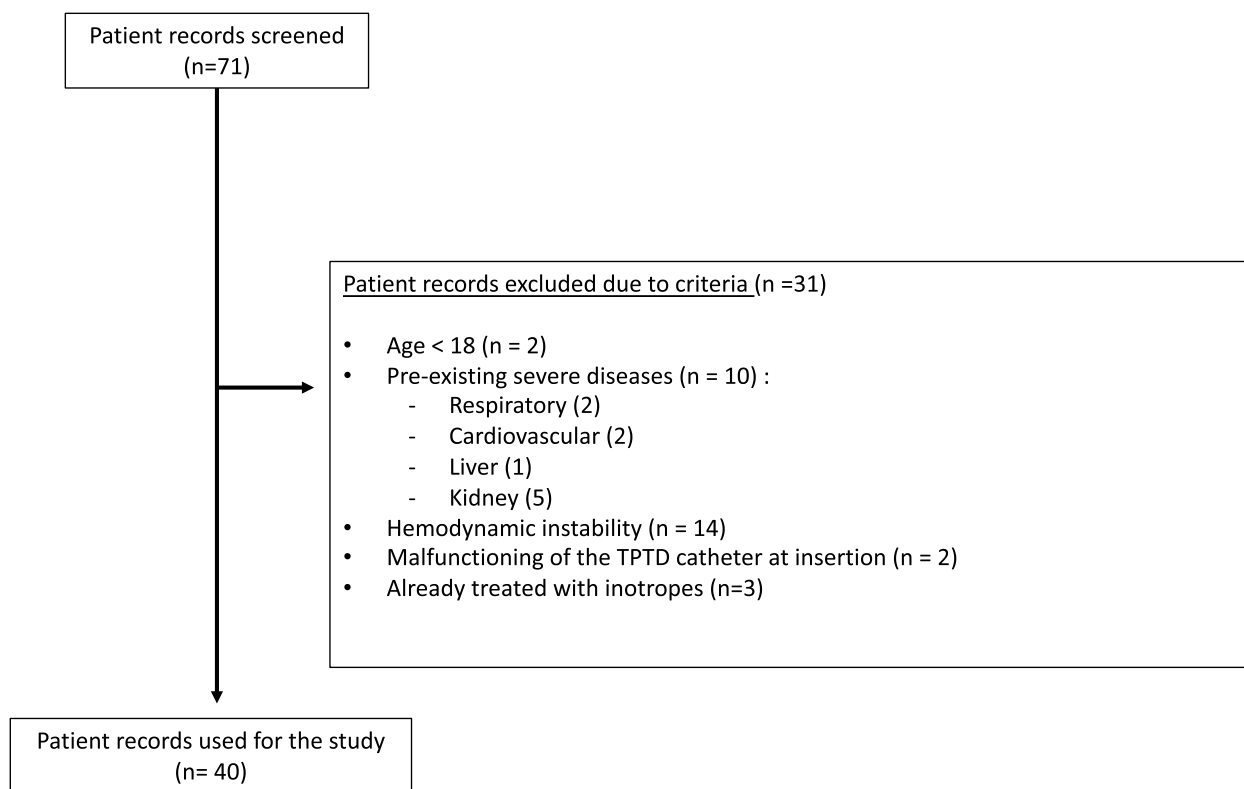 Patient records screened
(n=71)
Patient records excluded due to criteria (n =31)
• Age < 18 (n = 2)
• Pre-existing severe diseases (n = 10) :
- Respiratory (2)
- Cardiovascular (2)
- Liver (1)
- Kidney (5)
• Hemodynamic instability (n = 14)
• Malfunctioning of the TPTD catheter at insertion (n = 2)
• Already treated with inotropes (n=3)
Patient records used for the study
(n= 40)